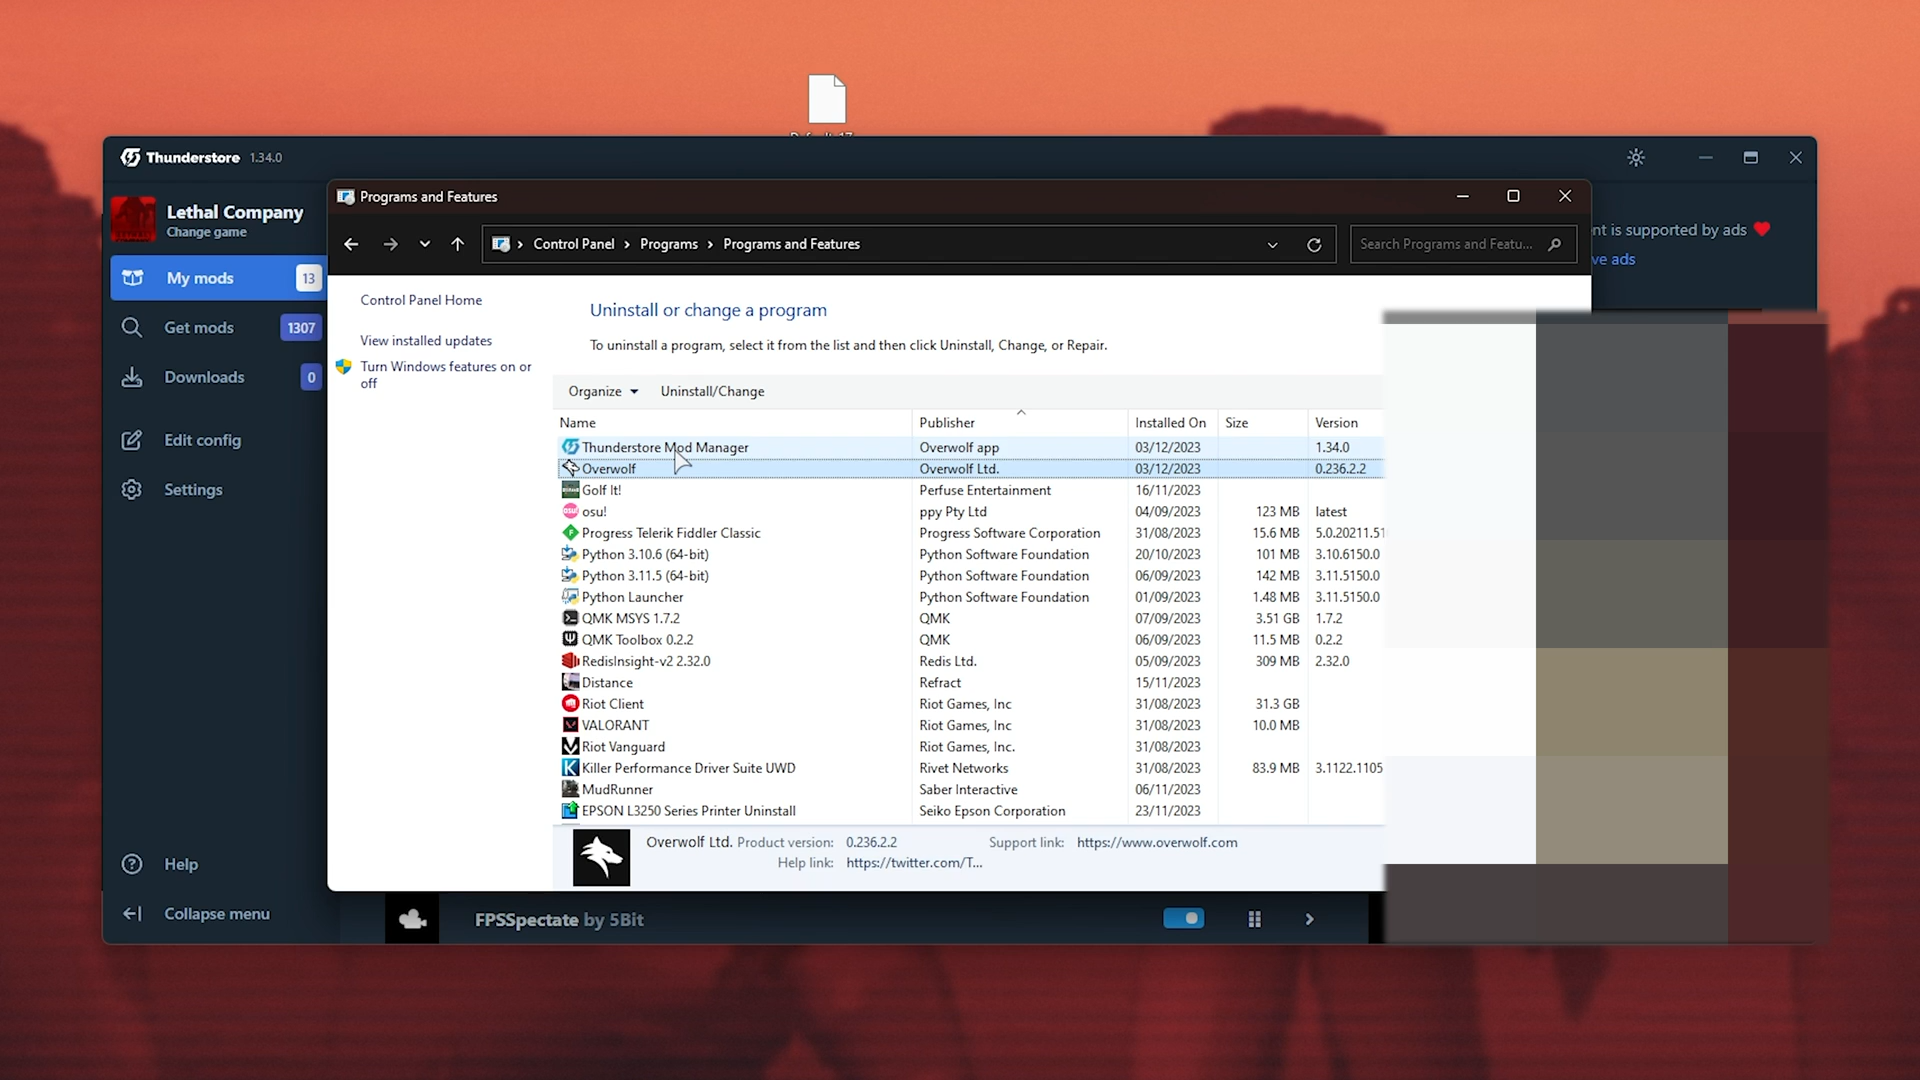 Thunderstore 1.34.0
Lethal Company
Change game
My mods 13
Get mods 1307
Downloads 0
Edit config
Settings
Help
Collapse menu
nt is supported by ads
ve ads
Programs and Features
Control Panel > Programs > Programs and Features
Search Programs and Featu...
Control Panel Home
View installed updates
Turn Windows features on or
off
Uninstall or change a program
To uninstall a program, select it from the list and then click Uninstall, Change, or Repair.
Organize Uninstall/Change
Name Publisher Installed On Size Version
Thunderstore Mod Manager Overwolf app 03/12/2023 1.34.0
Overwolf Overwolf Ltd. 03/12/2023 0.236.2.2
Golf It! Perfuse Entertainment 16/11/2023
osu! ppy Pty Ltd 04/09/2023 123 MB latest
Progress Telerik Fiddler Classic Progress Software Corporation 31/08/2023 15.6 MB 5.0.20211.51
Python 3.10.6 (64-bit) Python Software Foundation 20/10/2023 101 MB 3.10.6150.0
Python 3.11.5 (64-bit) Python Software Foundation 06/09/2023 142 MB 3.11.5150.0
Python Launcher Python Software Foundation 01/09/2023 1.48 MB 3.11.5150.0
QMK MSYS 1.7.2 QMK 07/09/2023 3.51 GB 1.7.2
QMK Toolbox 0.2.2 QMK 06/09/2023 11.5 MB 0.2.2
RedisInsight-v2 2.32.0 Redis Ltd. 05/09/2023 309 MB 2.32.0
Distance Refract 15/11/2023
Riot Client Riot Games, Inc 31/08/2023 31.3 GB
VALORANT Riot Games, Inc 31/08/2023 10.0 MB
Riot Vanguard Riot Games, Inc. 31/08/2023
Killer Performance Driver Suite UWD Rivet Networks 31/08/2023 83.9 MB 3.1122.1105
MudRunner Saber Interactive 06/11/2023
EPSON L3250 Series Printer Uninstall Seiko Epson Corporation 23/11/2023
Overwolf Ltd. Product version: 0.236.2.2 Support link: https://www.overwolf.com
Help link: https://twitter.com/T...
FPSSpectate by 5Bit